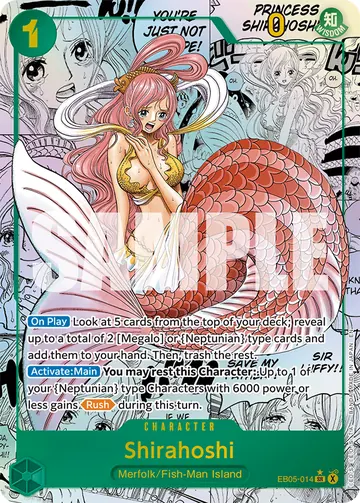 1
YOU'RE
JUST
NOT
PRINCESS
0
知
WISDOM
SAMPLE
On Play Look at 5 cards from the top of your deck; reveal
up to a total of 2 [Megalo] or {Neptunian} type cards and
add them to your hand. Then, trash the rest.
Activate:Main You may rest this Character: Up to 1 of
your {Neptunian} type Characters with 6000 power or
less gains Rush during this turn.
SIR
CHARACTER
Shirahoshi
Merfolk/Fish-Man Island
EB05-014 SR X